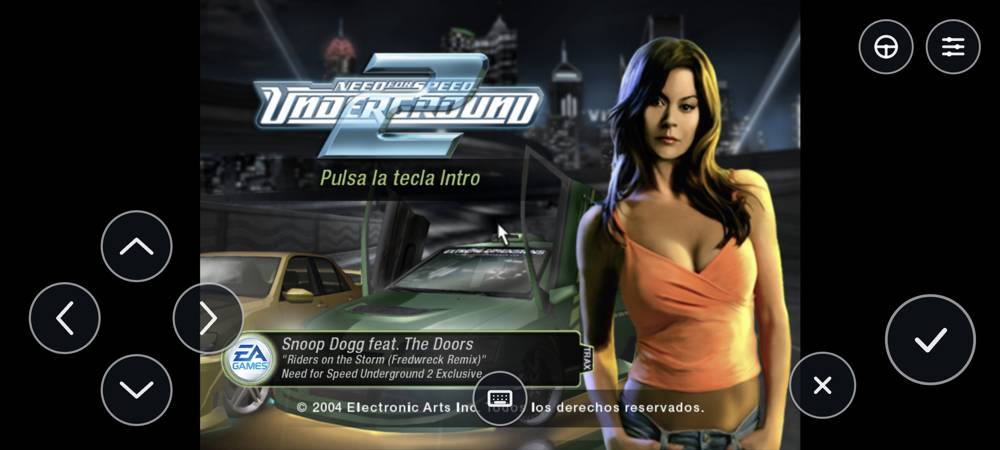 NEED FOR SPEED
UNDERGROUND
2
Pulsa la tecla Intro
EA
GAMES
Snoop Dogg feat. The Doors
"Riders on the Storm (Fredwreck Remix)"
Need for Speed Underground 2 Exclusive
TRAX
© 2004 Electronic Arts Inc. Todos los derechos reservados.